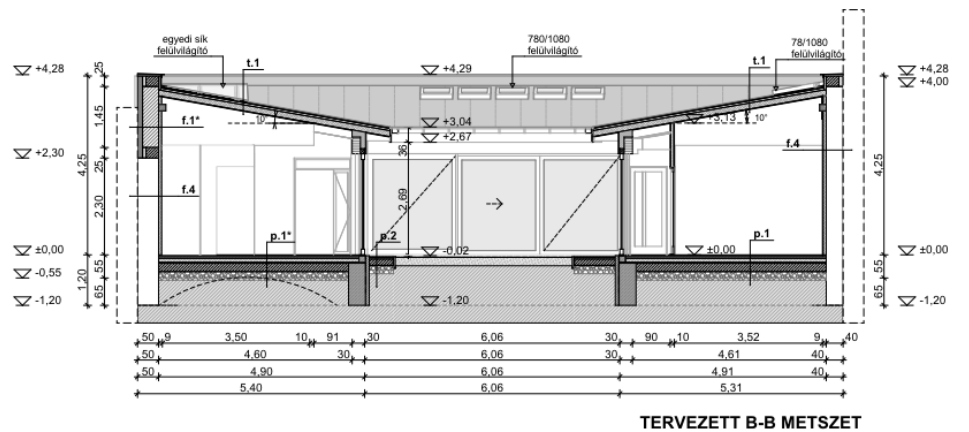 egyedi sík
felülvilágító
780/1080
felülvilágító
78/1080
felülvilágító
t.1
t.1
+4,28
25
+4,29
+4,28
+4,00
1,45
f.1*
10°
+3,04
+3,13
10°
+2,67
+2,30
4,25
25
36
f.4
4,25
f.4
2,30
2,69
p.1*
p.2
p.1
±0,00
-0,02
±0,00
±0,00
-0,55
55
55
1,20
65
65
-1,20
-1,20
-1,20
50 9 3,50 10 91 30 6,06 30 90 10 3,52 9 40
50 4,60 30 6,06 30 4,61 40
50 4,90 6,06 4,91 40
5,40 6,06 5,31
TERVEZETT B-B METSZET